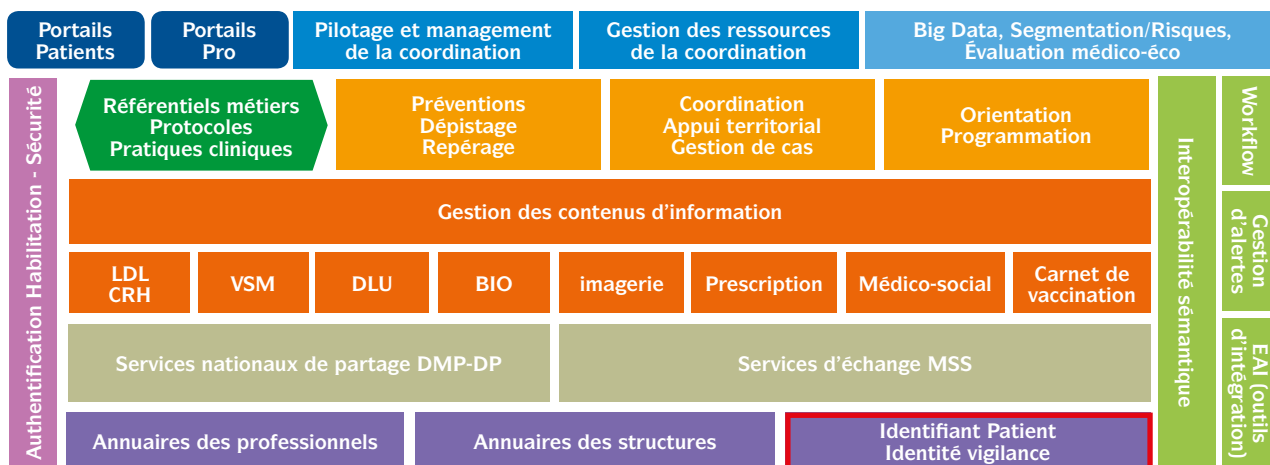 Portails
Patients
Portails
Pro
Pilotage et management
de la coordination
Gestion des ressources
de la coordination
Big Data, Segmentation/Risques,
Évaluation médico-éco
Authentification Habilitation - Sécurité
Référentiels métiers
Protocoles
Pratiques cliniques
Préventions
Dépistage
Repérage
Coordination
Appui territorial
Gestion de cas
Orientation
Programmation
Interopérabilité sémantique
Workflow
Gestion des contenus d'information
Gestion
d'alertes
LDL
CRH
VSM
DLU
BIO
imagerie
Prescription
Médico-social
Carnet de
vaccination
Services nationaux de partage DMP-DP
Services d'échange MSS
EAI (outils
d'intégration)
Annuaires des professionnels
Annuaires des structures
Identifiant Patient
Identité vigilance